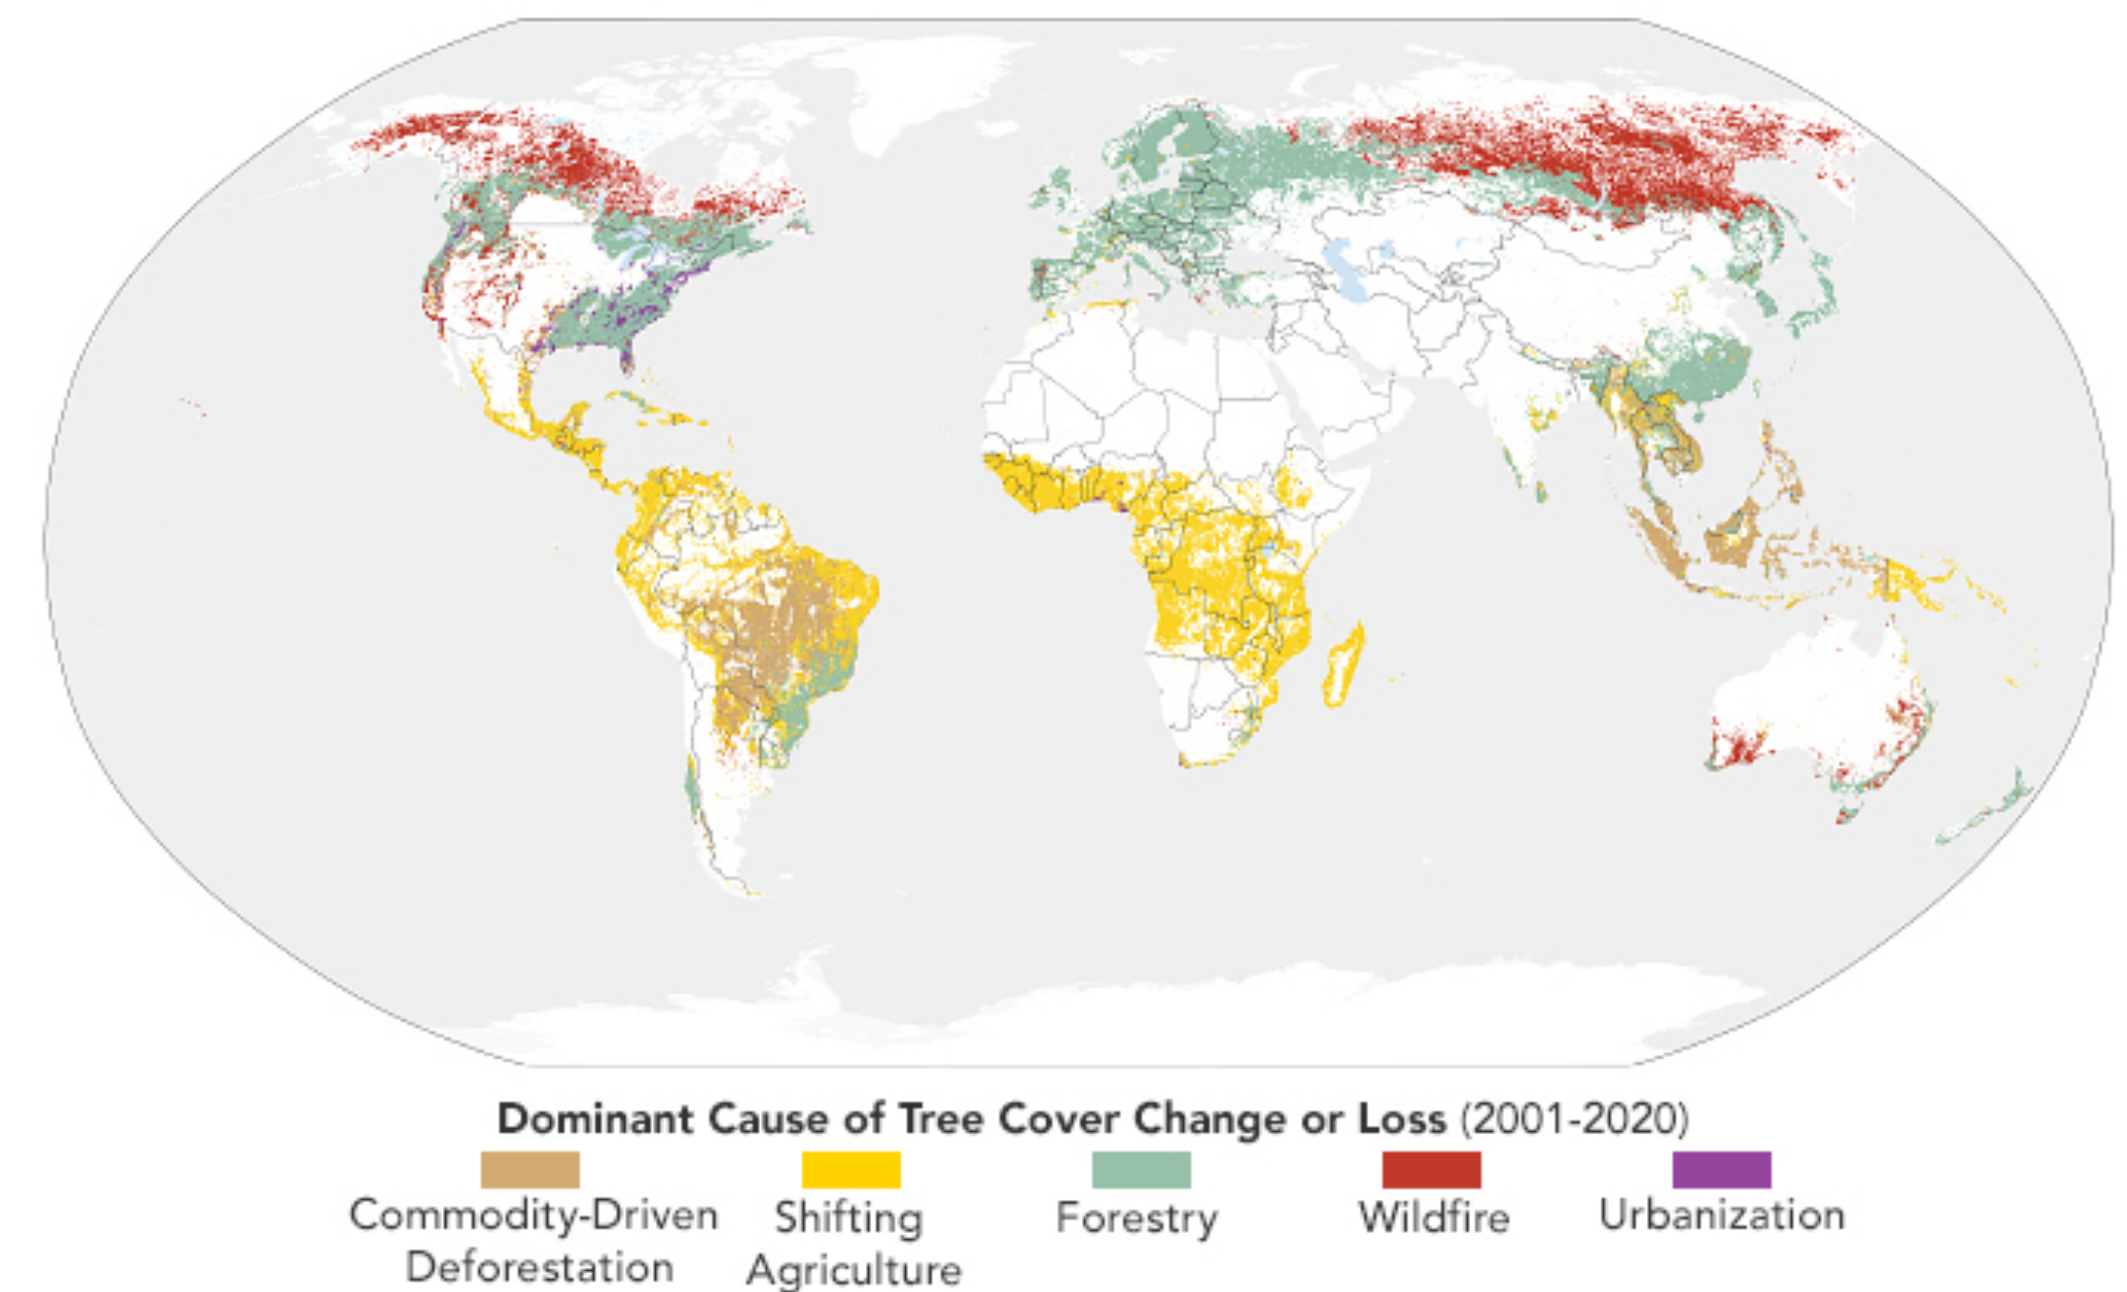 Dominant Cause of Tree Cover Change or Loss (2001-2020)
Commodity-Driven
Deforestation
Shifting
Agriculture
Forestry
Wildfire
Urbanization